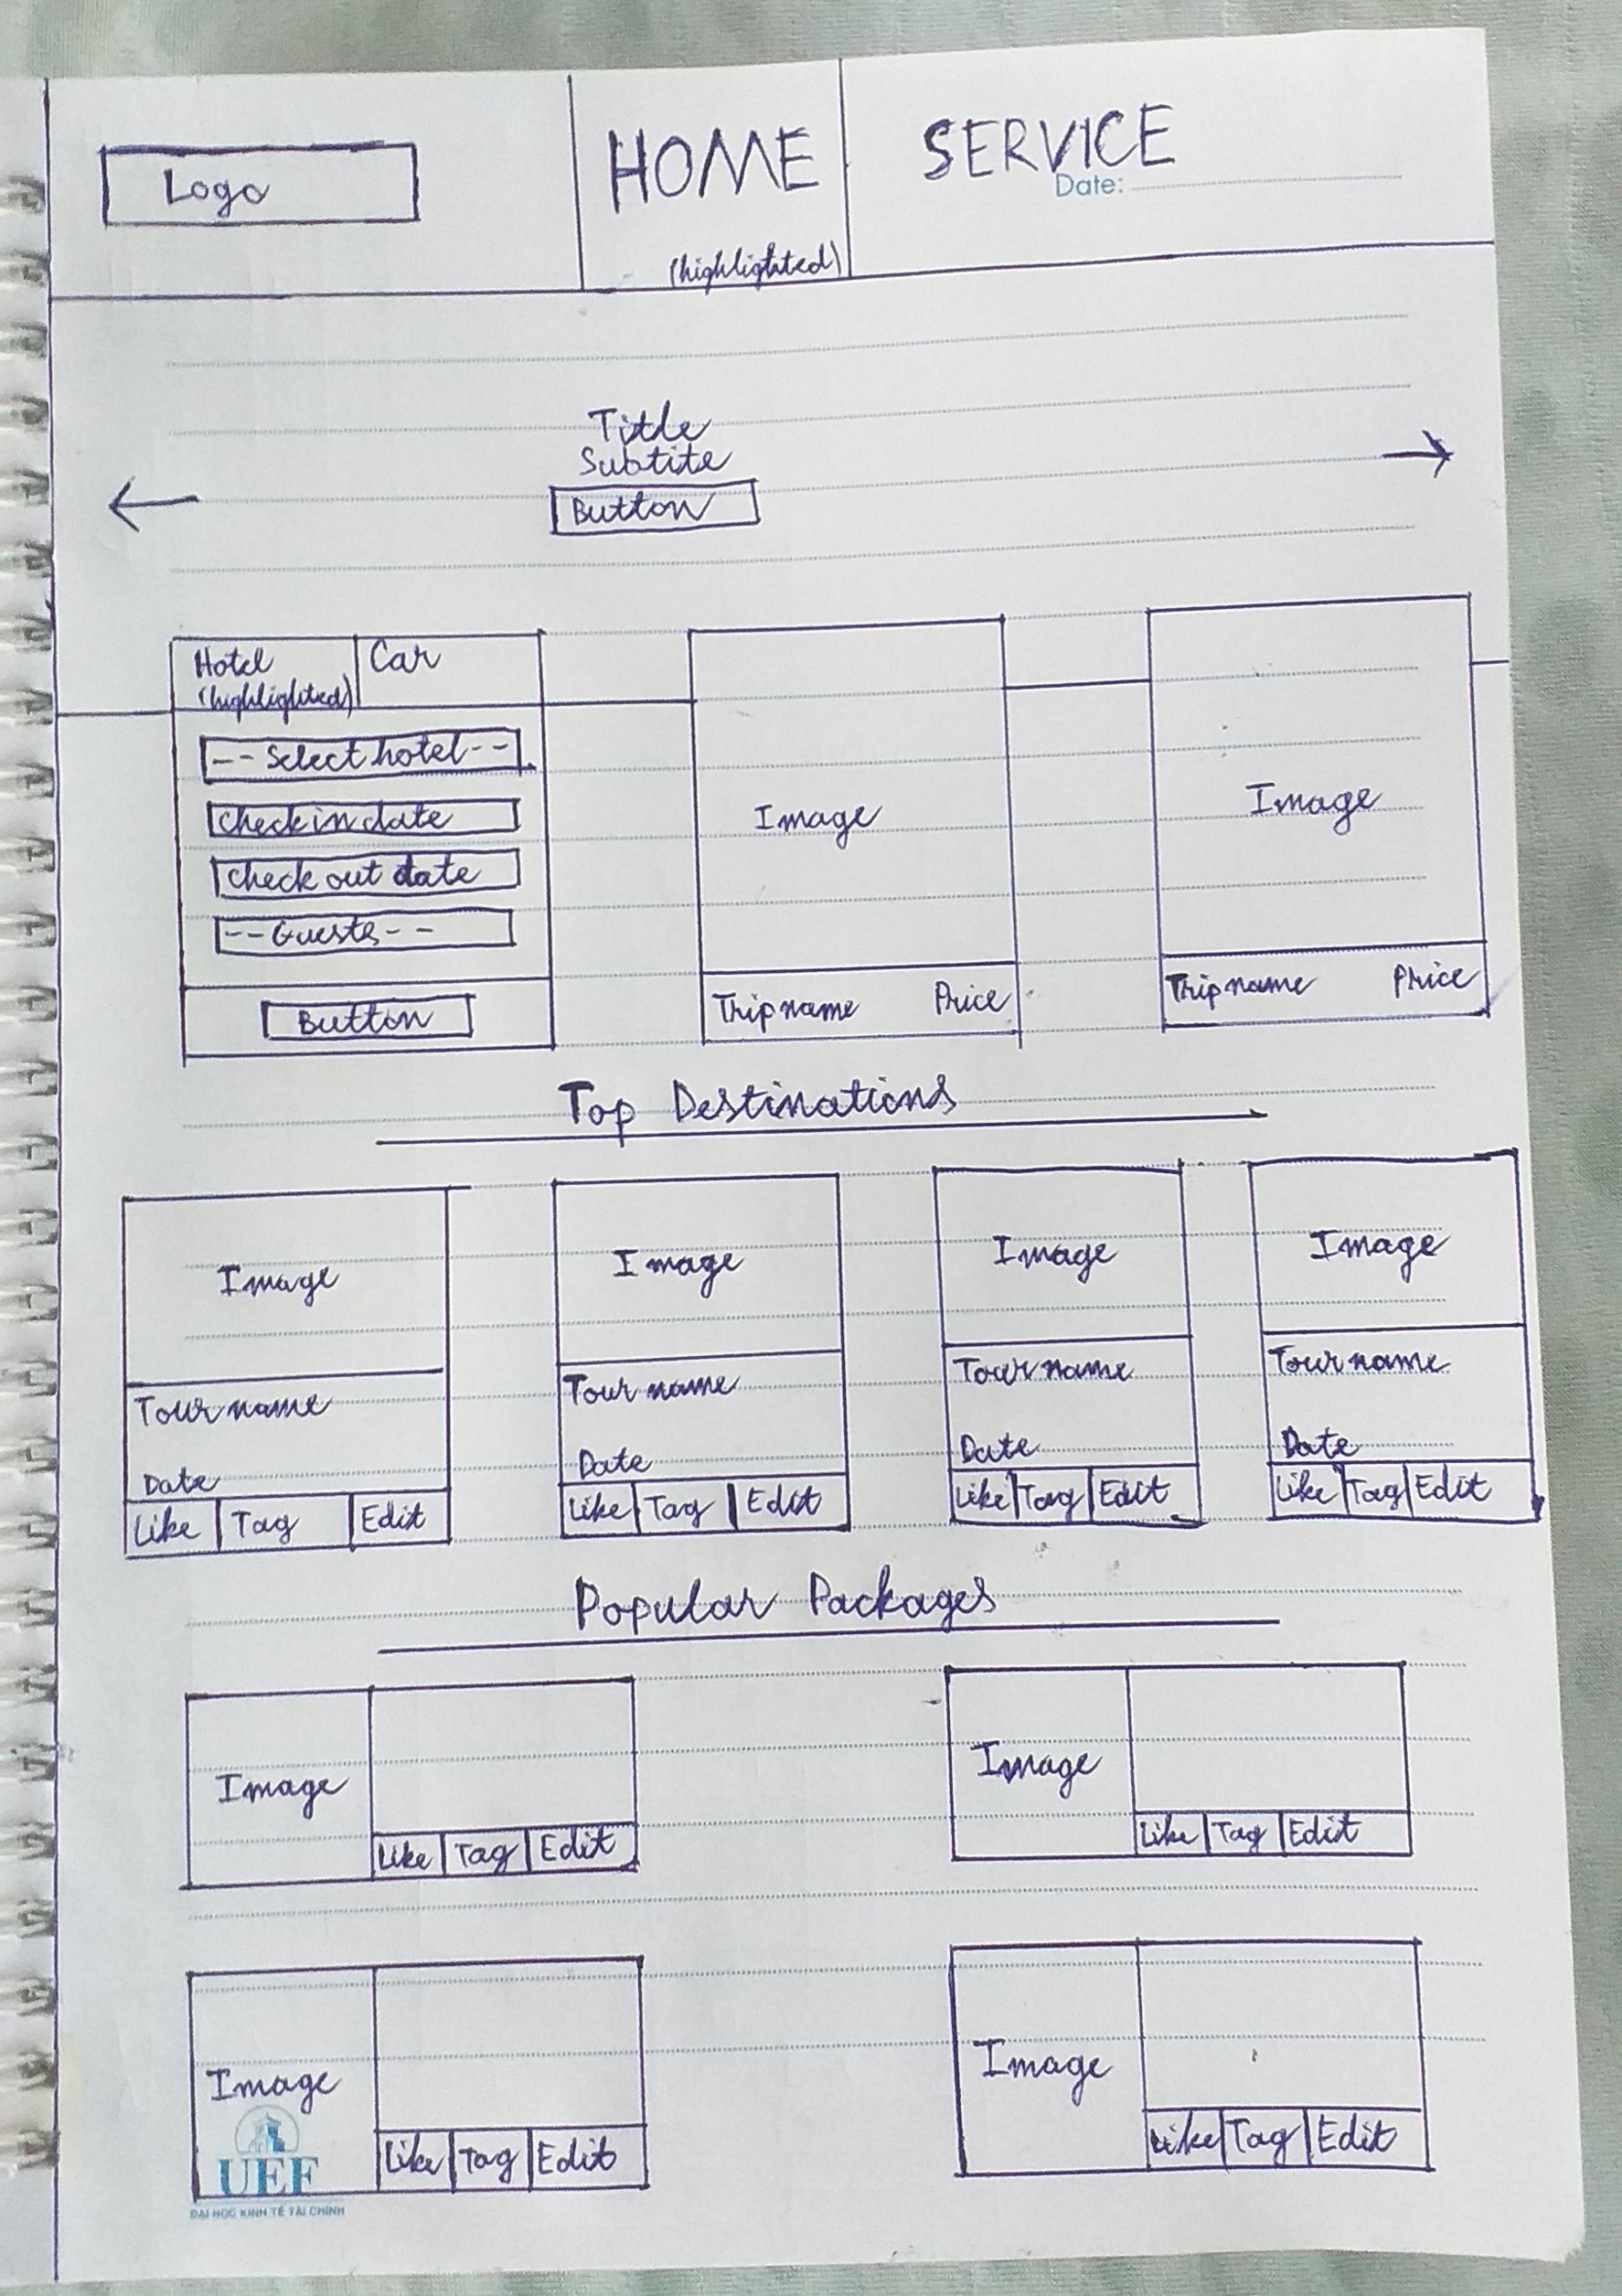 Logo
HOME
SERVICE
Date:
(highlighted)
Title
Subtite
Button
Hotel
(highlighted)
Car
-- Select hotel --
Check in date
Check out date
-- Guests --
Button
Image
Trip name Price
Image
Trip name Price
Top Destinations
Image
Tour name
Date
Like Tag Edit
Image
Tour name
Date
Like Tag Edit
Image
Tour name
Date
Like Tag Edit
Image
Tour name
Date
Like Tag Edit
Popular Packages
Image
Like Tag Edit
Image
Like Tag Edit
Image
Like Tag Edit
Image
Like Tag Edit
UEF
ĐẠI HỌC KINH TẾ TÀI CHÍNH